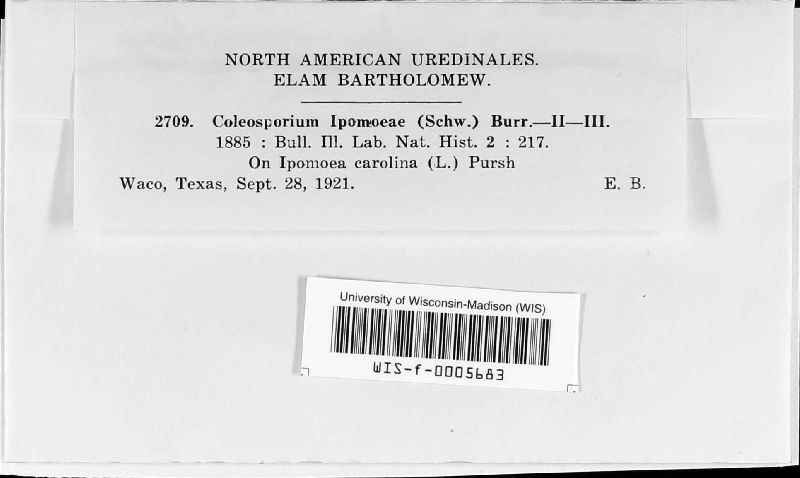 NORTH AMERICAN UREDINALES.
ELAM BARTHOLOMEW.
2709. Coleosporium Ipomoeae (Schw.) Burr.—II—III.
1885 : Bull. Ill. Lab. Nat. Hist. 2 : 217.
On Ipomoea carolina (L.) Pursh
Waco, Texas, Sept. 28, 1921. E. B.
University of Wisconsin-Madison (WIS)
WIS-f-0005683